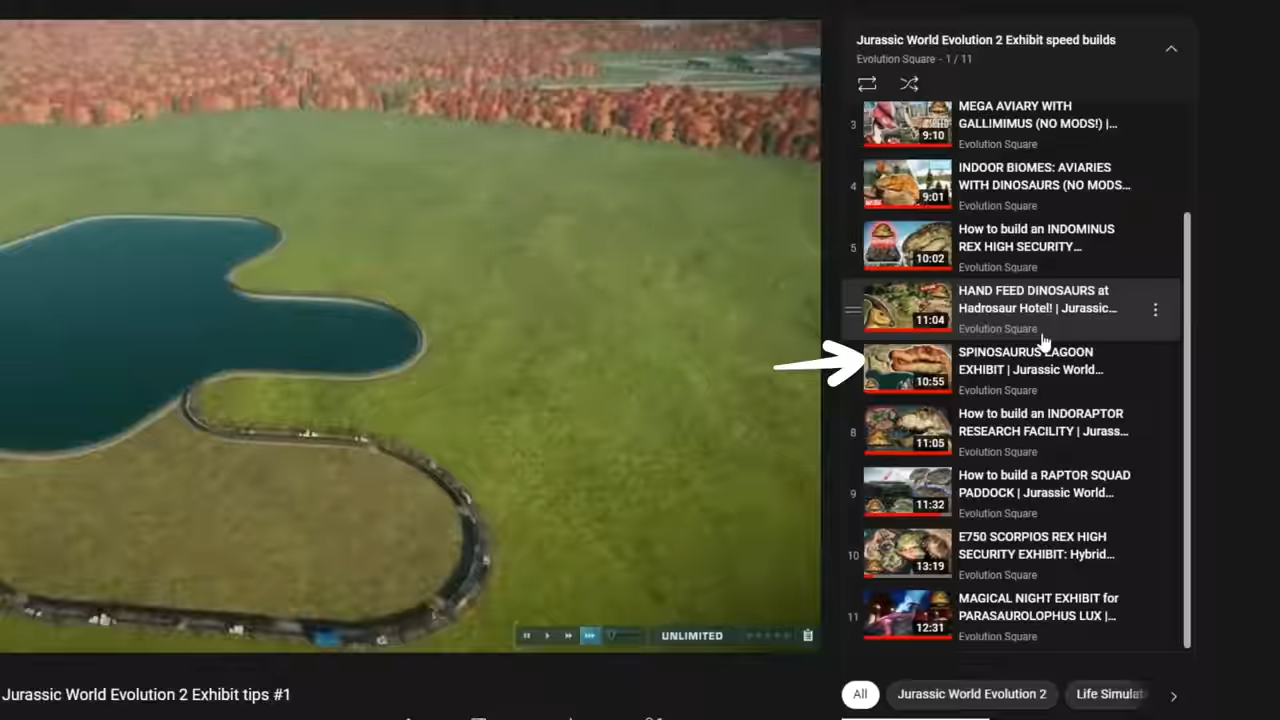 Jurassic World Evolution 2 Exhibit speed builds
Evolution Square - 1 / 11
3
9:10
MEGA AVIARY WITH
GALLIMIMUS (NO MODS!) |...
Evolution Square
4
9:01
INDOOR BIOMES: AVIARIES
WITH DINOSAURS (NO MODS...
Evolution Square
5
10:02
How to build an INDOMINUS
REX HIGH SECURITY...
Evolution Square
11:04
HAND FEED DINOSAURS at
Hadrosaur Hotel! | Jurassic...
Evolution Square
10:55
SPINOSAURUS LAGOON
EXHIBIT | Jurassic World...
Evolution Square
8
11:05
How to build an INDORAPTOR
RESEARCH FACILITY | Jurass...
Evolution Square
9
11:32
How to build a RAPTOR SQUAD
PADDOCK | Jurassic World...
Evolution Square
10
13:19
E750 SCORPIOS REX HIGH
SECURITY EXHIBIT: Hybrid...
Evolution Square
11
12:31
MAGICAL NIGHT EXHIBIT for
PARASAUROLOPHUS LUX |...
Evolution Square
UNLIMITED
Jurassic World Evolution 2 Exhibit tips #1
All
Jurassic World Evolution 2
Life Simulat